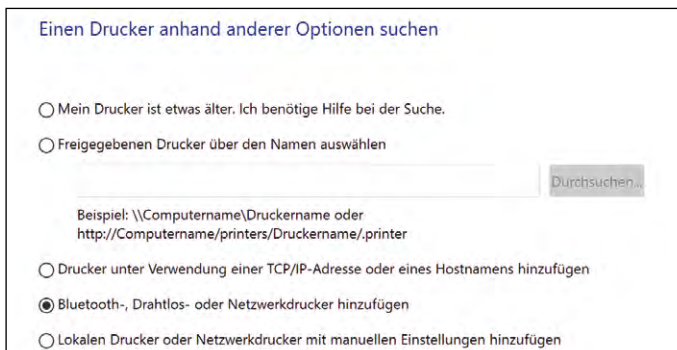 Einen Drucker anhand anderer Optionen suchen
Mein Drucker ist etwas älter. Ich benötige Hilfe bei der Suche.
Freigegebenen Drucker über den Namen auswählen
Durchsuchen...
Beispiel: \\Computername\Druckername oder
http://Computername/printers/Druckername/.printer
Drucker unter Verwendung einer TCP/IP-Adresse oder eines Hostnamens hinzufügen
Bluetooth-, Drahtlos- oder Netzwerkdrucker hinzufügen
Lokalen Drucker oder Netzwerkdrucker mit manuellen Einstellungen hinzufügen